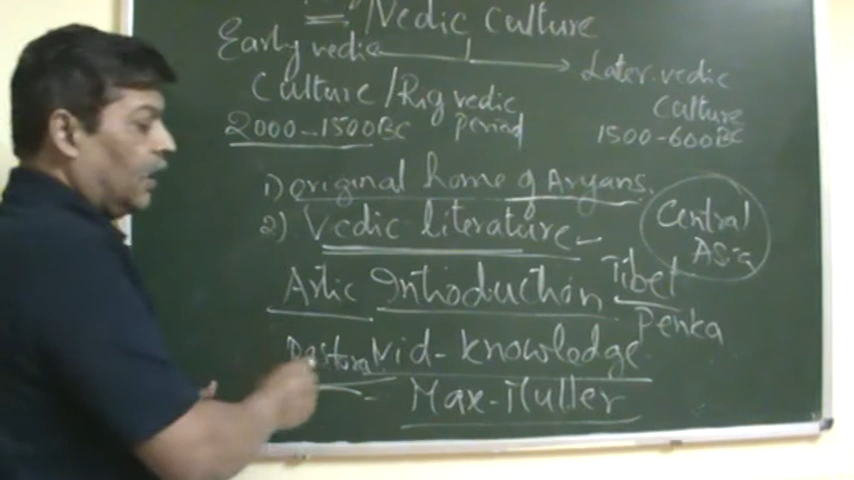 Vedic Culture
Early vedic
Later vedic
Culture / Rig vedic
Culture
2000-1500BC Period
1500-600BC
1) Original home of Aryans.
2) Vedic literature
Central
Asia
Artic Introduction Tibet
Penka
Pastoral Vid-knowledge
Max-Muller